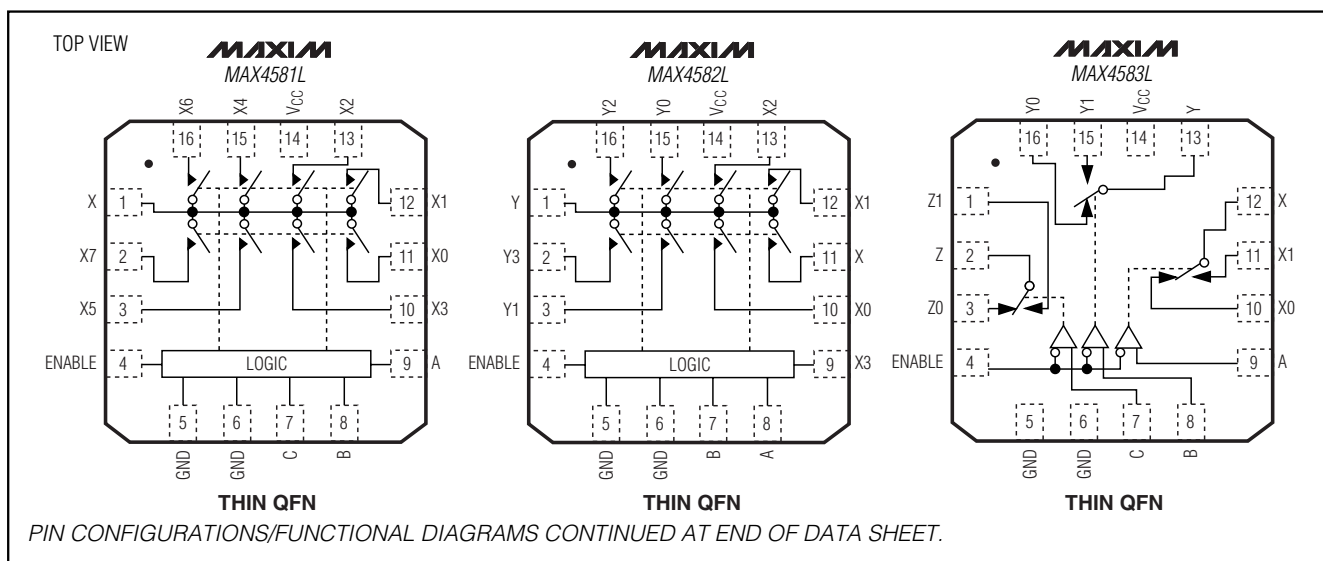 TOP VIEW
MAXIM
MAX4581L
X6 X4 VCC X2
16 15 14 13
X 1 12 X1
X7 2 11 X0
X5 3 10 X3
ENABLE 4 LOGIC 9 A
5 6 7 8
GND GND C B
THIN QFN
MAXIM
MAX4582L
Y2 Y0 VCC X2
16 15 14 13
Y 1 12 X1
Y3 2 11 X
Y1 3 10 X0
ENABLE 4 LOGIC 9 X3
5 6 7 8
GND GND B A
THIN QFN
MAXIM
MAX4583L
Y0 Y1 VCC Y
16 15 14 13
Z1 1 12 X
Z 2 11 X1
Z0 3 10 X0
ENABLE 4 9 A
5 6 7 8
GND GND C B
THIN QFN
PIN CONFIGURATIONS/FUNCTIONAL DIAGRAMS CONTINUED AT END OF DATA SHEET.